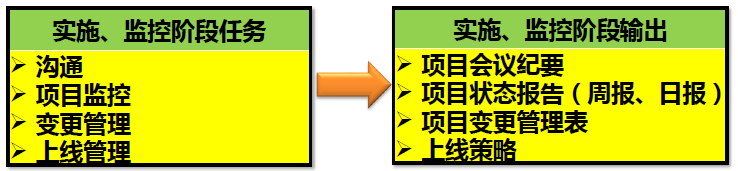 实施、监控阶段任务
➢ 沟通
➢ 项目监控
➢ 变更管理
➢ 上线管理
实施、监控阶段输出
➢ 项目会议纪要
➢ 项目状态报告（周报、日报）
➢ 项目变更管理表
➢ 上线策略